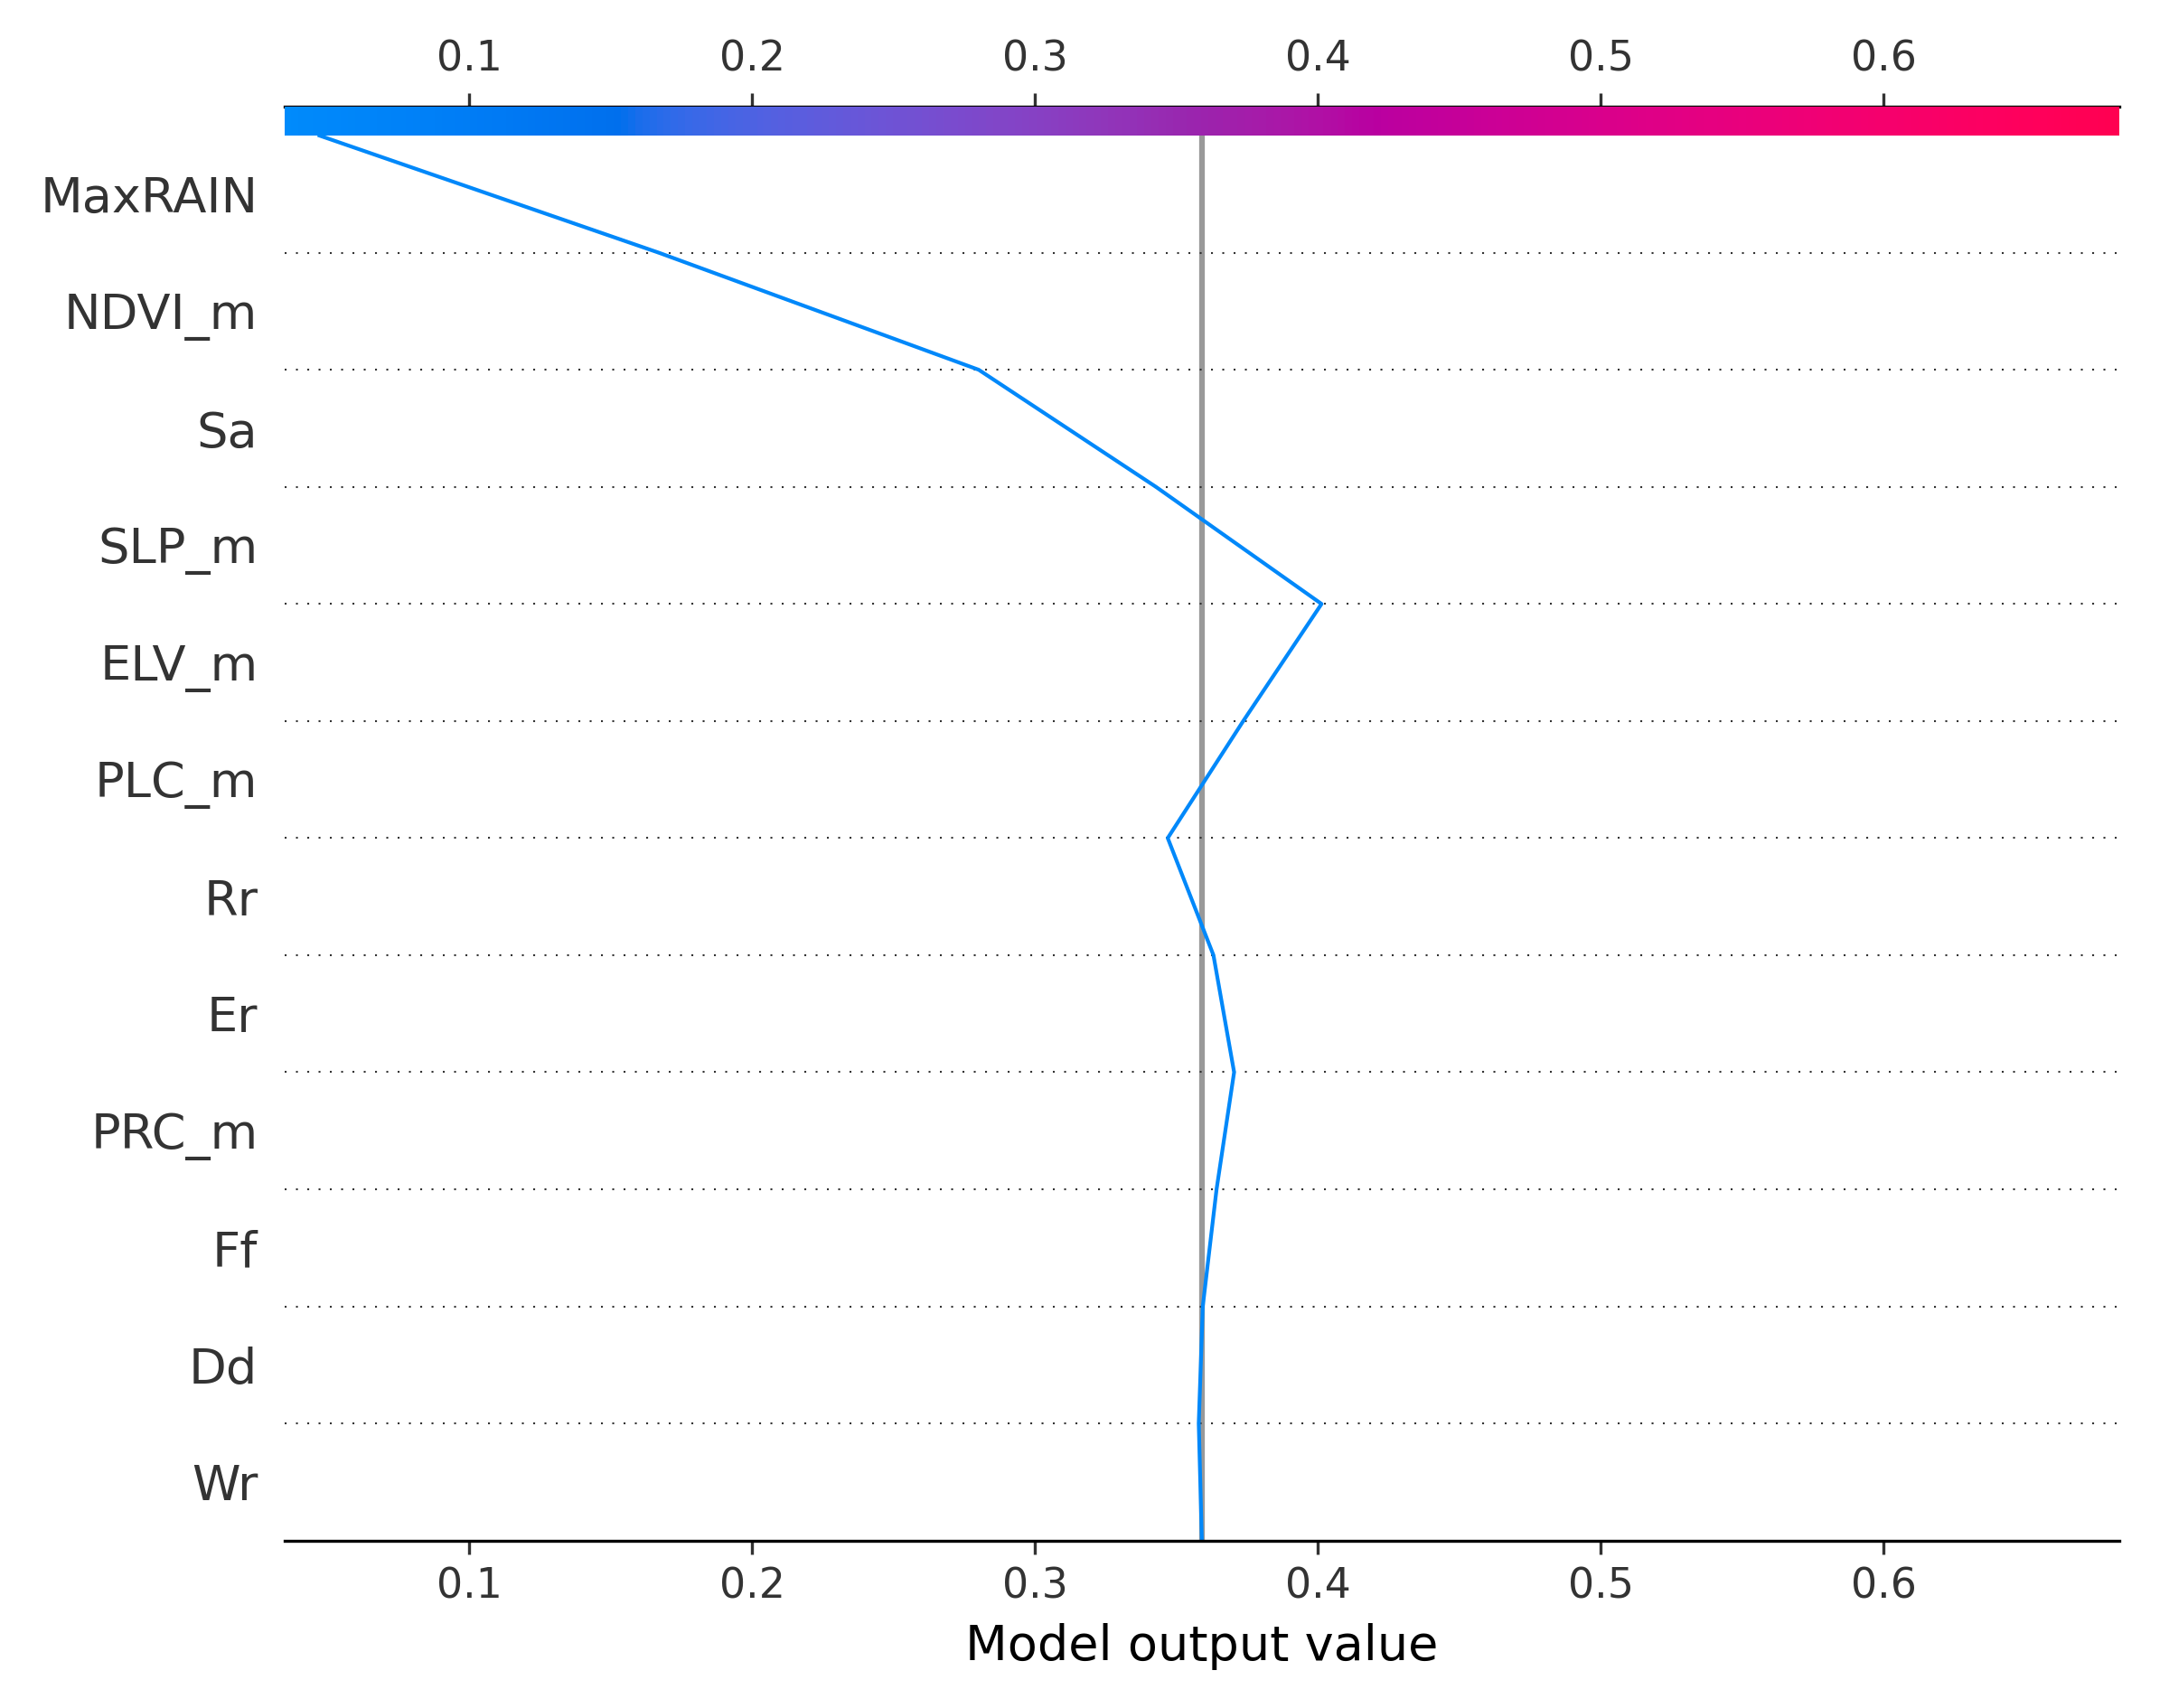 0.1 0.2 0.3 0.4 0.5 0.6
MaxRAIN
NDVI_m
Sa
SLP_m
ELV_m
PLC_m
Rr
Er
PRC_m
Ff
Dd
Wr
0.1 0.2 0.3 0.4 0.5 0.6
Model output value